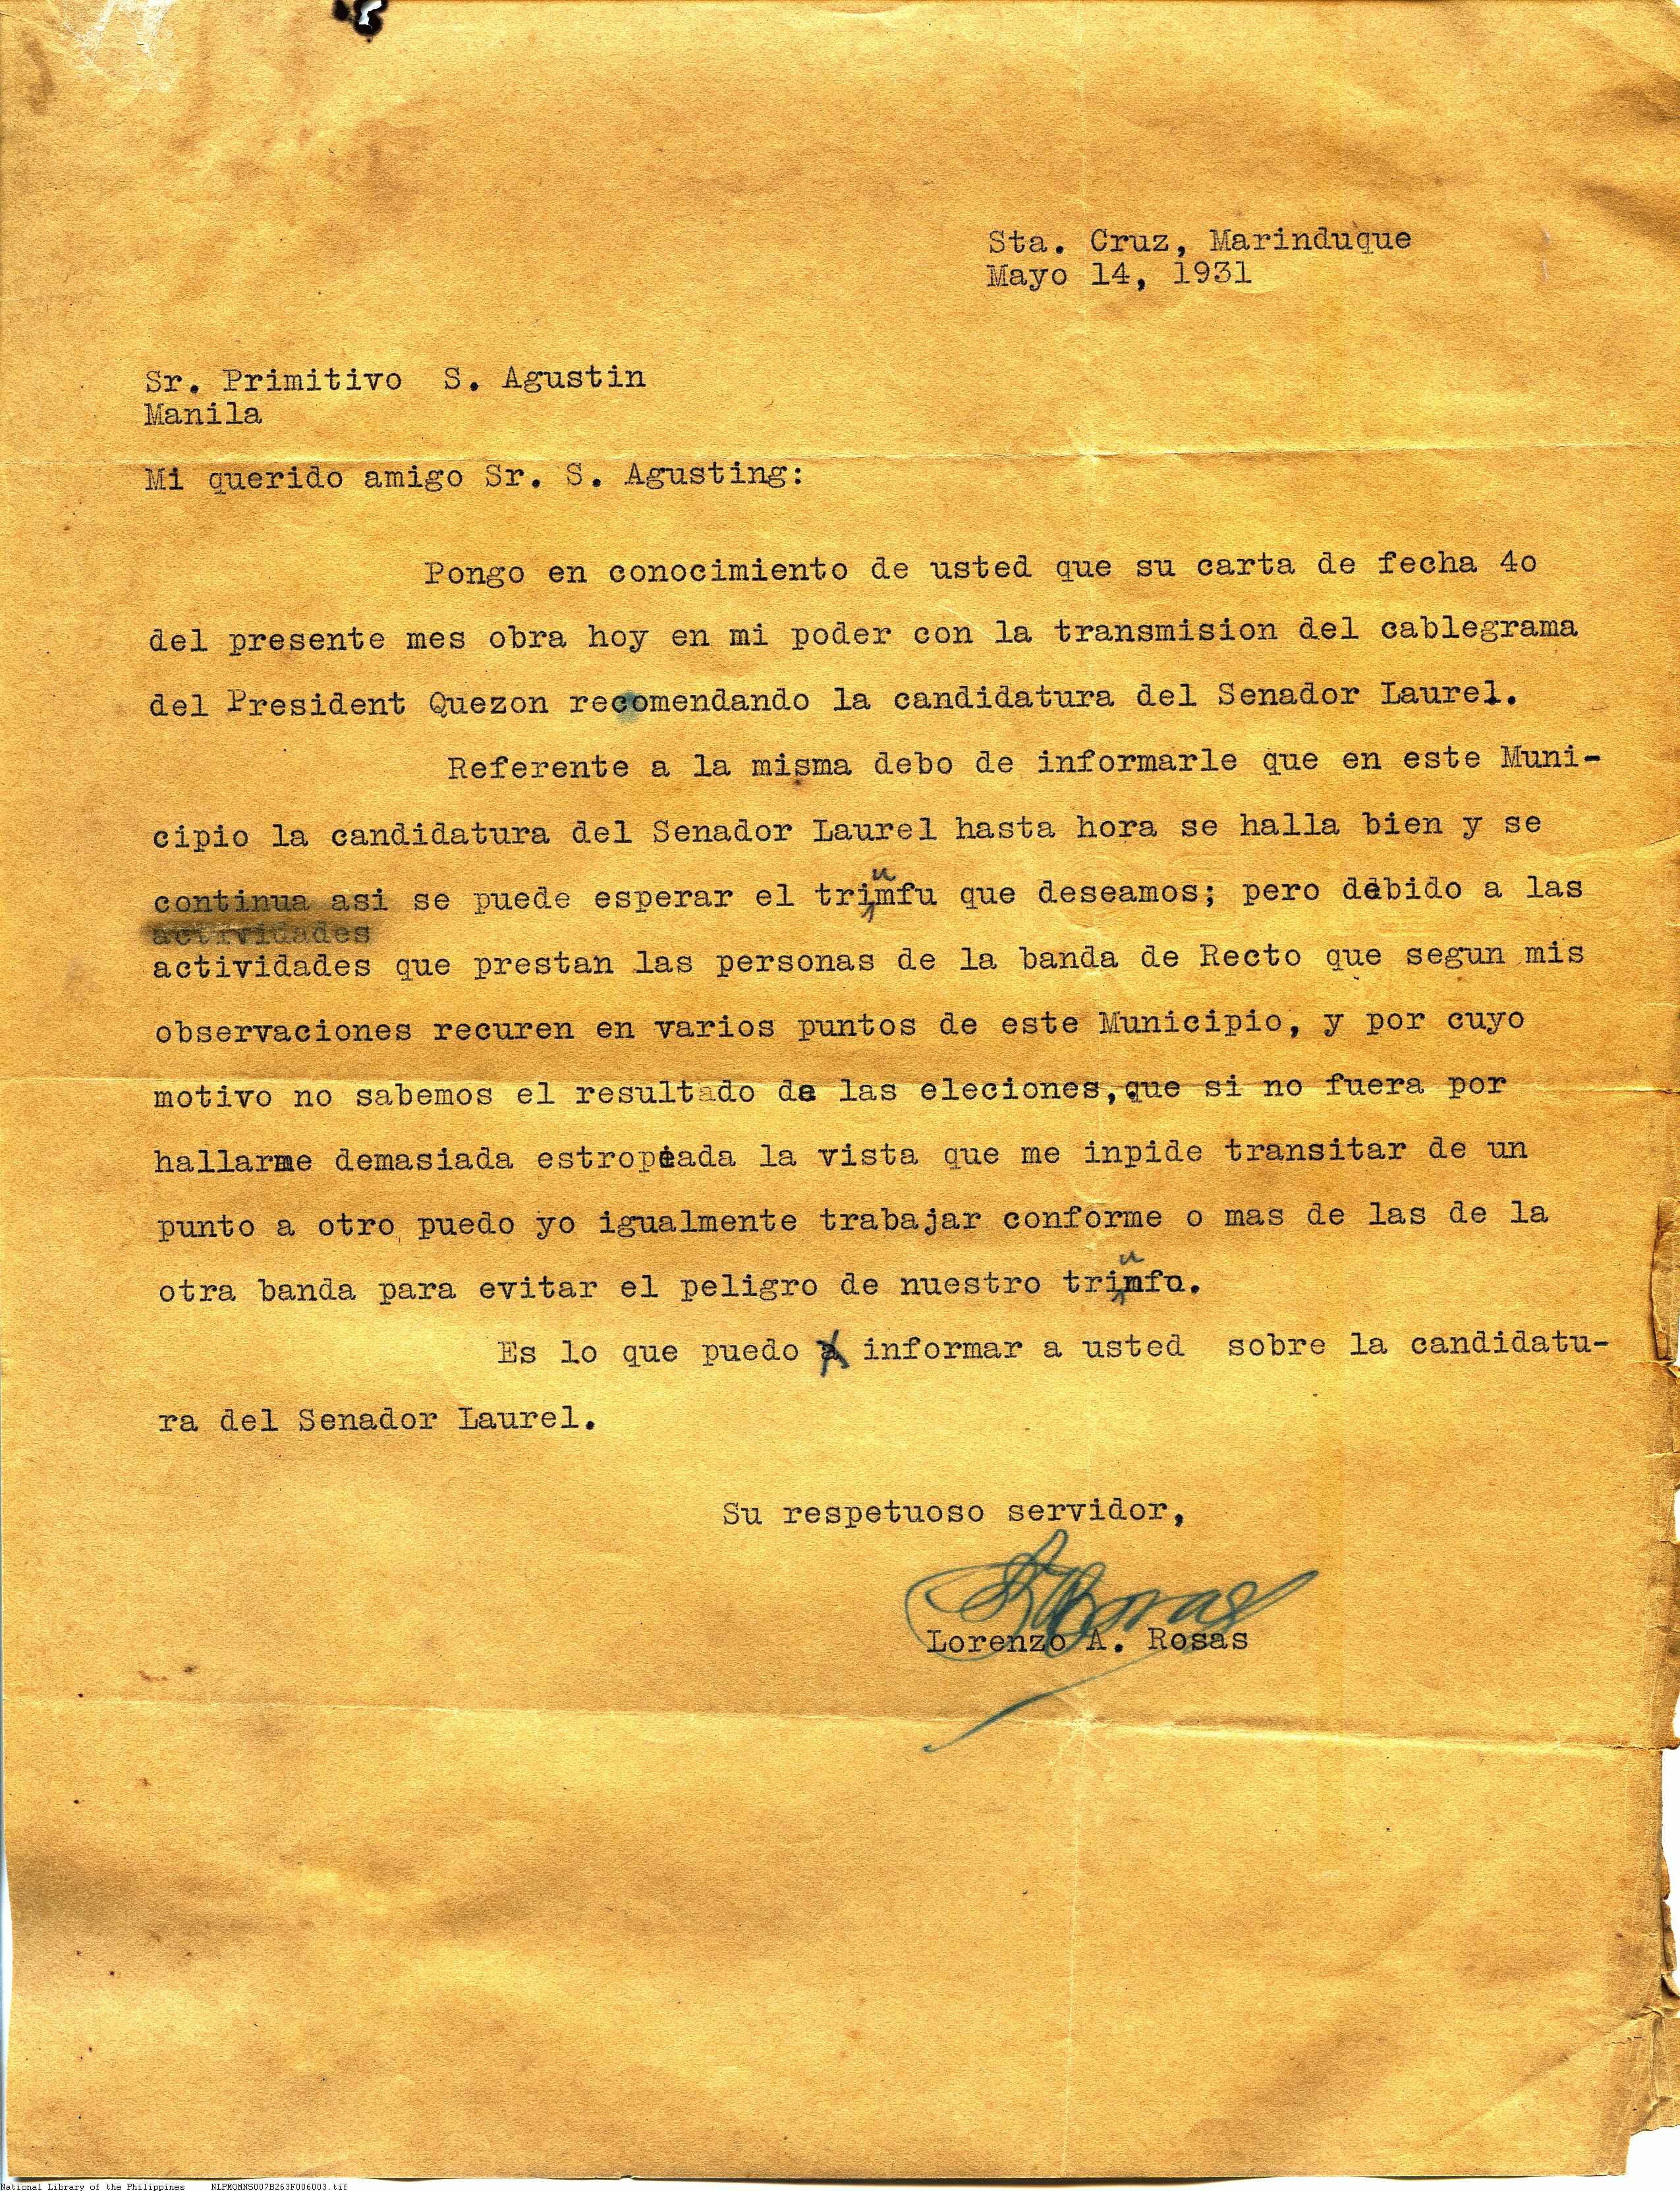 Sta. Cruz, Marinduque
Mayo 14, 1931
Sr. Primitivo S. Agustin
Manila
Mi querido amigo Sr. S. Agusting:
Pongo en conocimiento de usted que su carta de fecha 4o
del presente mes obra hoy en mi poder con la transmision del cablegrama
del President Quezon recomendando la candidatura del Senador Laurel.
Referente a la misma debo de informarle que en este Muni-
cipio la candidatura del Senador Laurel hasta hora se halla bien y se
continua asi se puede esperar el triunfu que deseamos; pero debido a las
actividades
actividades que prestan las personas de la banda de Recto que segun mis
observaciones recuren en varios puntos de este Municipio, y por cuyo
motivo no sabemos el resultado de las eleciones,que si no fuera por
hallarme demasiada estropeada la vista que me inpide transitar de un
punto a otro puedo yo igualmente trabajar conforme o mas de las de la
otra banda para evitar el peligro de nuestro triunfo.
Es lo que puedo a informar a usted sobre la candidatu-
ra del Senador Laurel.
Su respetuoso servidor,
Lorenzo A. Rosas
National Library of the Philippines NLPMQMNS007B263F006003.tif